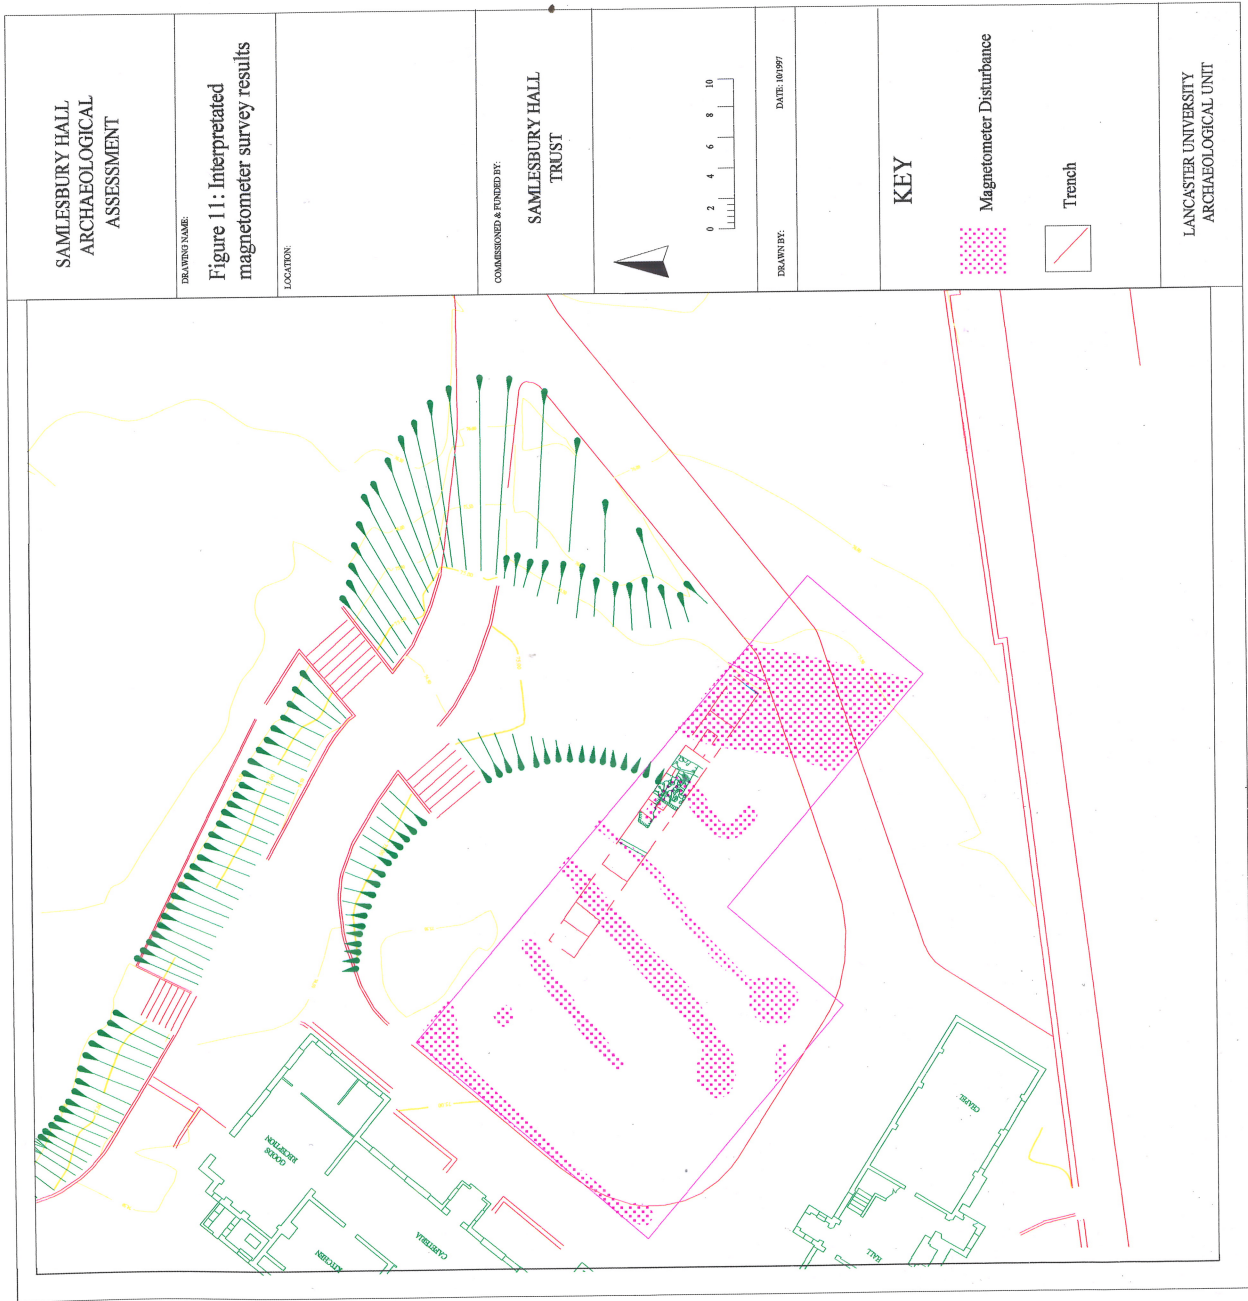 SAMLESBURY HALL
ARCHAEOLOGICAL
ASSESSMENT
DRAWING NAME:
Figure 11: Interpretated
magnetometer survey results
LOCATION:
COMMISSIONED & FUNDED BY:
SAMLESBURY HALL
TRUST
0 2 4 6 8 10
DRAWN BY:
DATE: 10/1997
KEY
Magnetometer Disturbance
Trench
LANCASTER UNIVERSITY
ARCHAEOLOGICAL UNIT
GOODS
RECEPTION
KITCHEN
CAFETERIA
HALL
CHAPEL